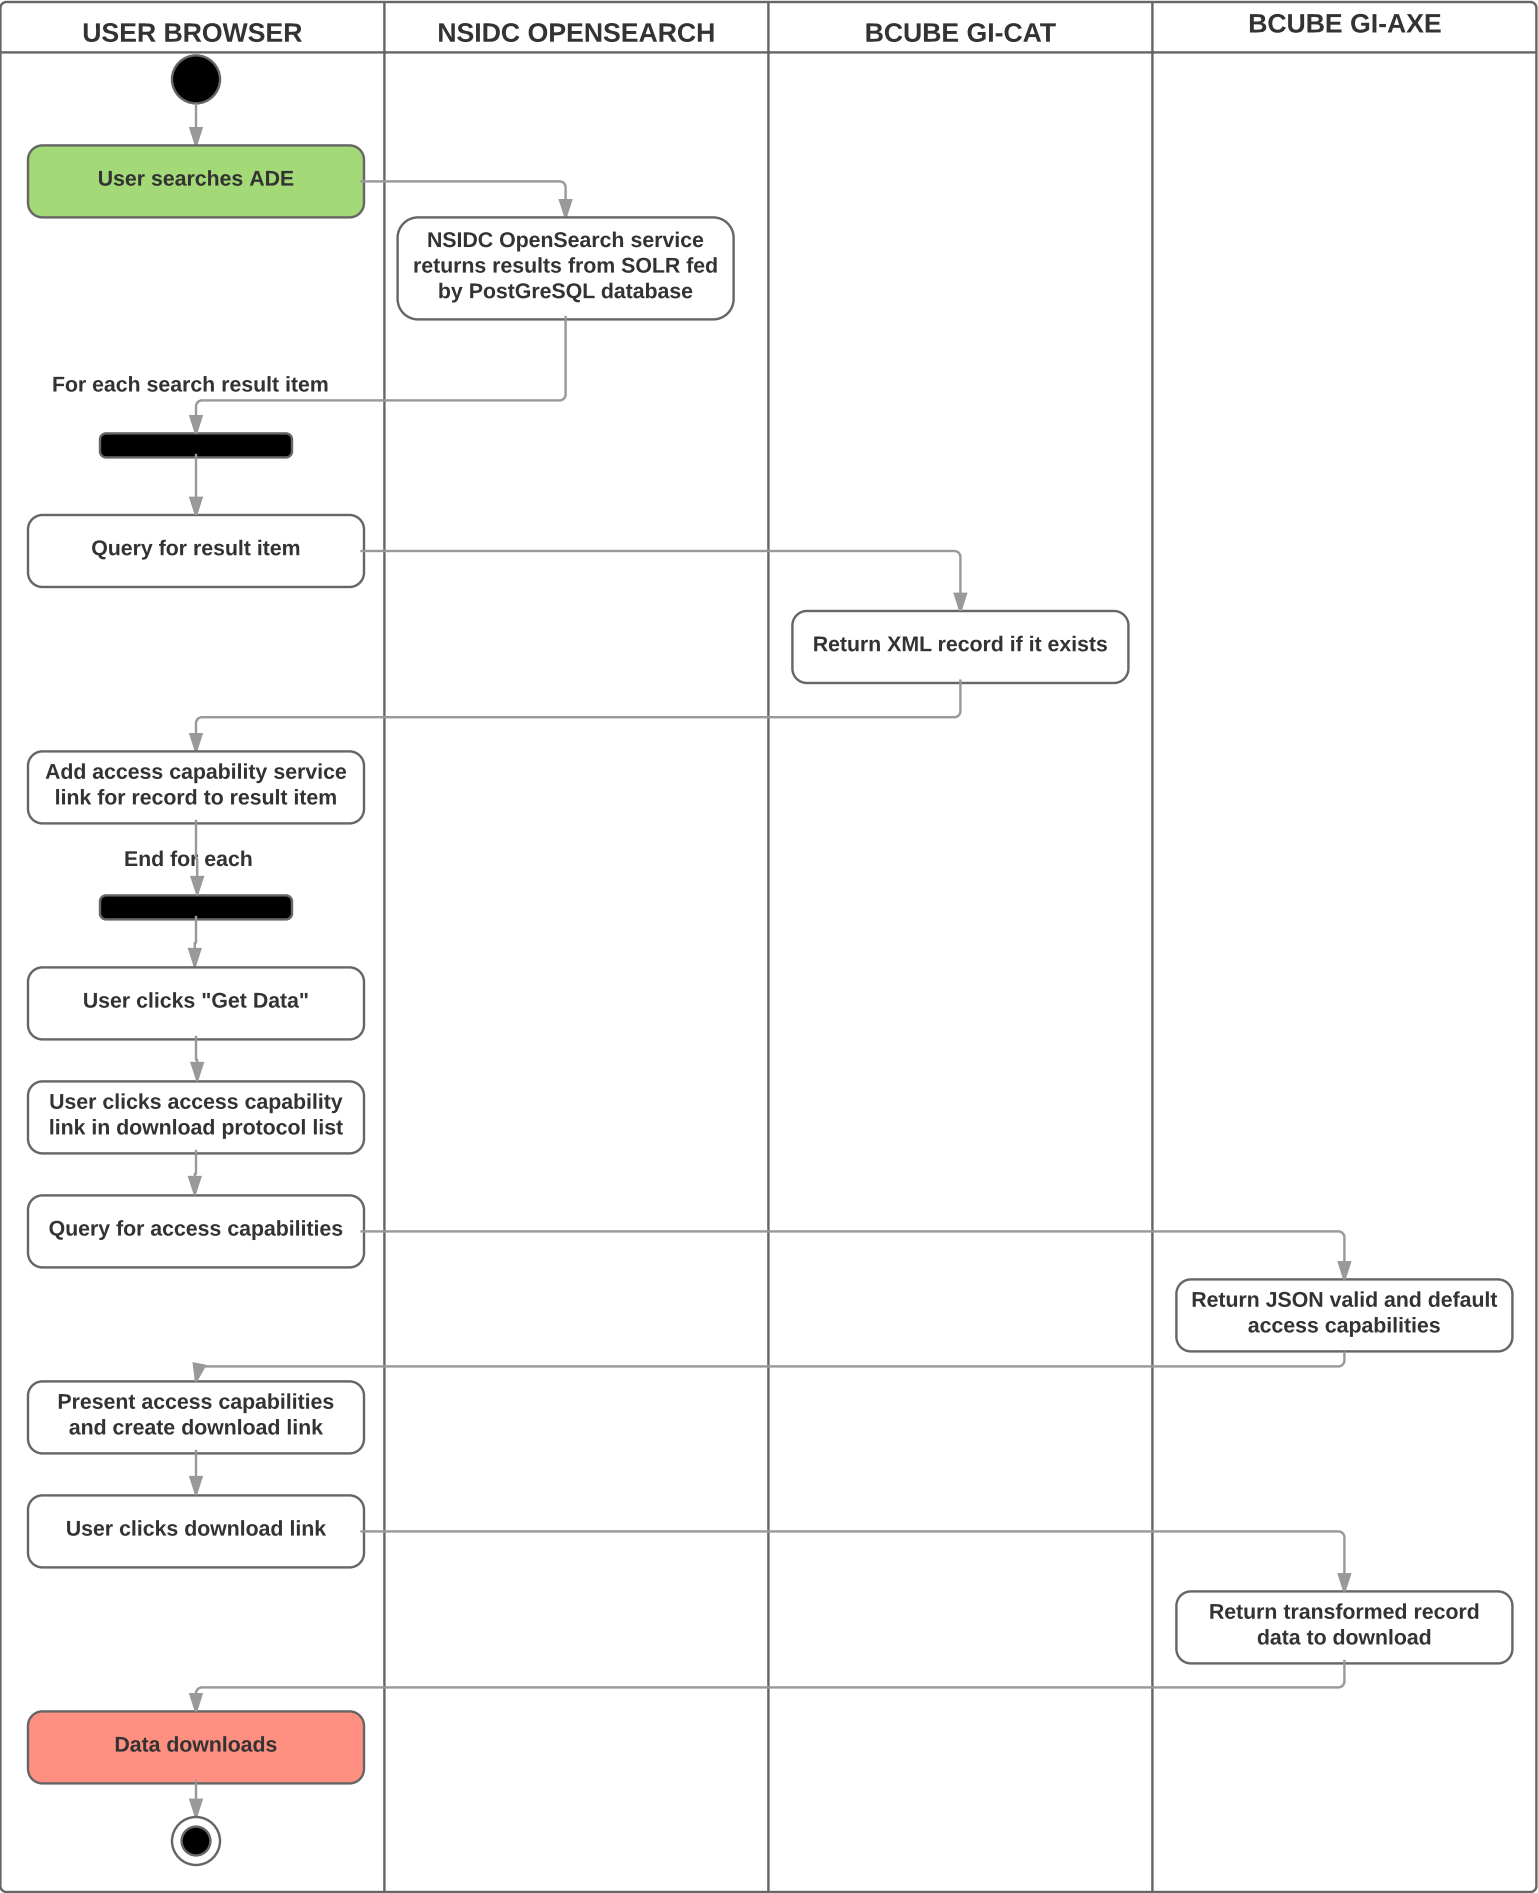 USER BROWSER
NSIDC OPENSEARCH
BCUBE GI-CAT
BCUBE GI-AXE
User searches ADE
NSIDC OpenSearch service
returns results from SOLR fed
by PostGreSQL database
For each search result item
Query for result item
Return XML record if it exists
Add access capability service
link for record to result item
End for each
User clicks "Get Data"
User clicks access capability
link in download protocol list
Query for access capabilities
Return JSON valid and default
access capabilities
Present access capabilities
and create download link
User clicks download link
Return transformed record
data to download
Data downloads